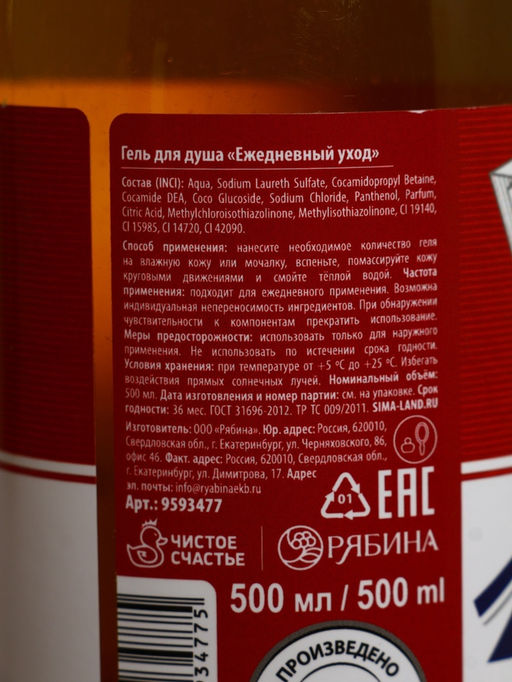 Гель для душа «Ежедневный уход»
Состав (INCI): Aqua, Sodium Laureth Sulfate, Cocamidopropyl Betaine,
Cocamide DEA, Coco Glucoside, Sodium Chloride, Panthenol, Parfum,
Citric Acid, Methylchloroisothiazolinone, Methylisothiazolinone, CI 19140,
CI 15985, CI 14720, CI 42090.
Способ применения: нанесите необходимое количество геля
на влажную кожу или мочалку, вспеньте, помассируйте кожу
круговыми движениями и смойте тёплой водой. Частота
применения: подходит для ежедневного применения. Возможна
индивидуальная непереносимость ингредиентов. При обнаружении
чувствительности к компонентам прекратить использование.
Меры предосторожности: использовать только для наружного
применения. Не использовать по истечении срока годности.
Условия хранения: при температуре от +5 ºC до +25 ºC. Избегать
воздействия прямых солнечных лучей. Номинальный объём:
500 мл. Дата изготовления и номер партии: см. на упаковке. Срок
годности: 36 мес. ГОСТ 31696-2012. ТР ТС 009/2011. SIMA-LAND.RU
Изготовитель: ООО «Рябина». Юр. адрес: Россия, 620010,
Свердловская обл., г. Екатеринбург, ул. Черняховского, 86,
офис 46. Факт. адрес: Россия, 620010, Свердловская обл.,
г. Екатеринбург, ул. Димитрова, 17. Адрес
эл. почты: info@ryabinaekb.ru
Арт.: 9593477
01
EAC
ЧИСТОЕ
СЧАСТЬЕ
РЯБИНА
500 мл / 500 ml
934775
ПРОИЗВЕДЕНО